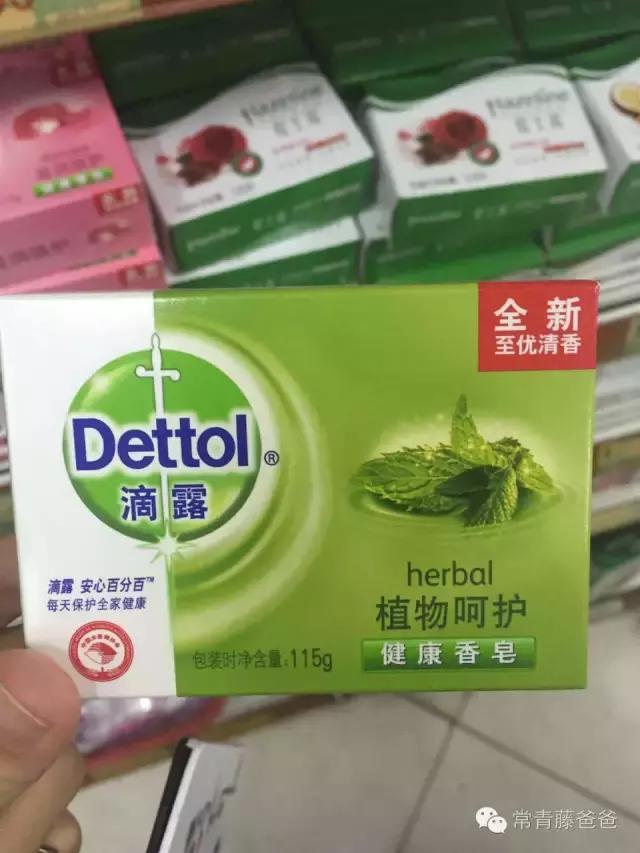 Hazeline
全新
至优清香
Dettol®
滴露
滴露 安心百分百™
每天保护全家健康
herbal
植物呵护
健康香皂
包装时净含量:115g
常青藤爸爸